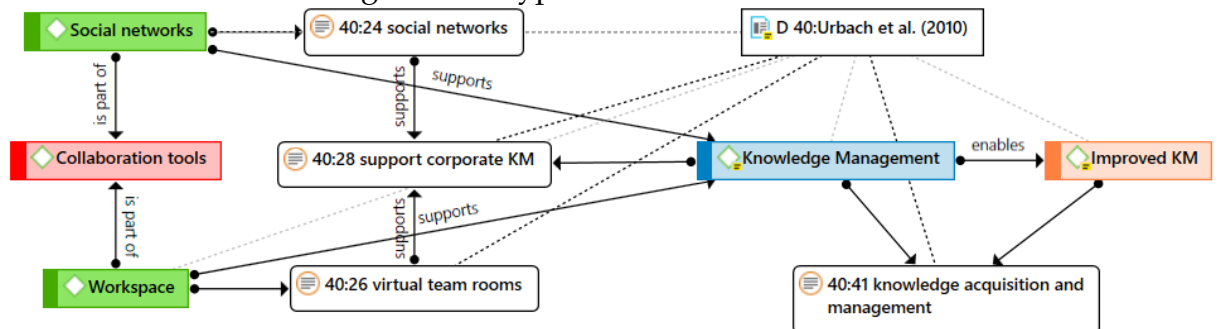 Social networks
40:24 social networks
D 40:Urbach et al. (2010)
is part of
supports
supports
Collaboration tools
40:28 support corporate KM
Knowledge Management
enables
Improved KM
is part of
supports
supports
Workspace
40:26 virtual team rooms
40:41 knowledge acquisition and
management